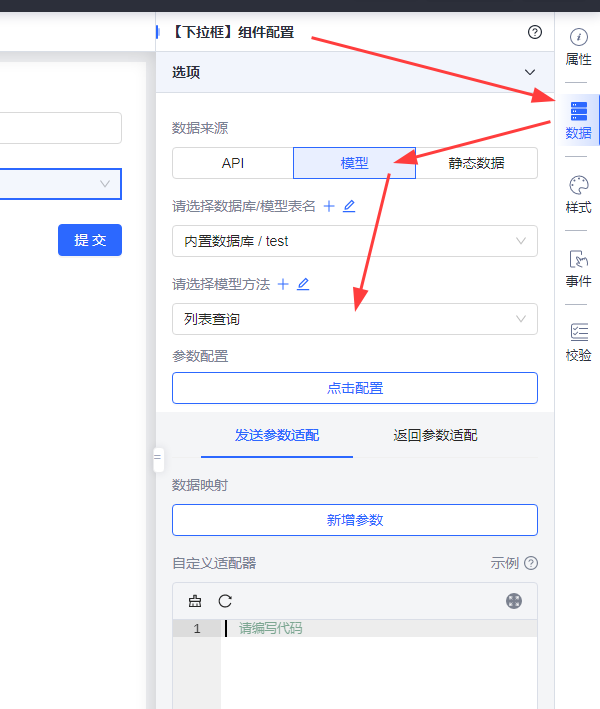 【下拉框】组件配置
属性
选项
数据来源
数据
API 模型 静态数据
请选择数据库/模型表名
样式
提 交
内置数据库 / test
请选择模型方法
事件
列表查询
参数配置
校验
点击配置
发送参数适配 返回参数适配
数据映射
新增参数
自定义适配器 示例
1 请编写代码